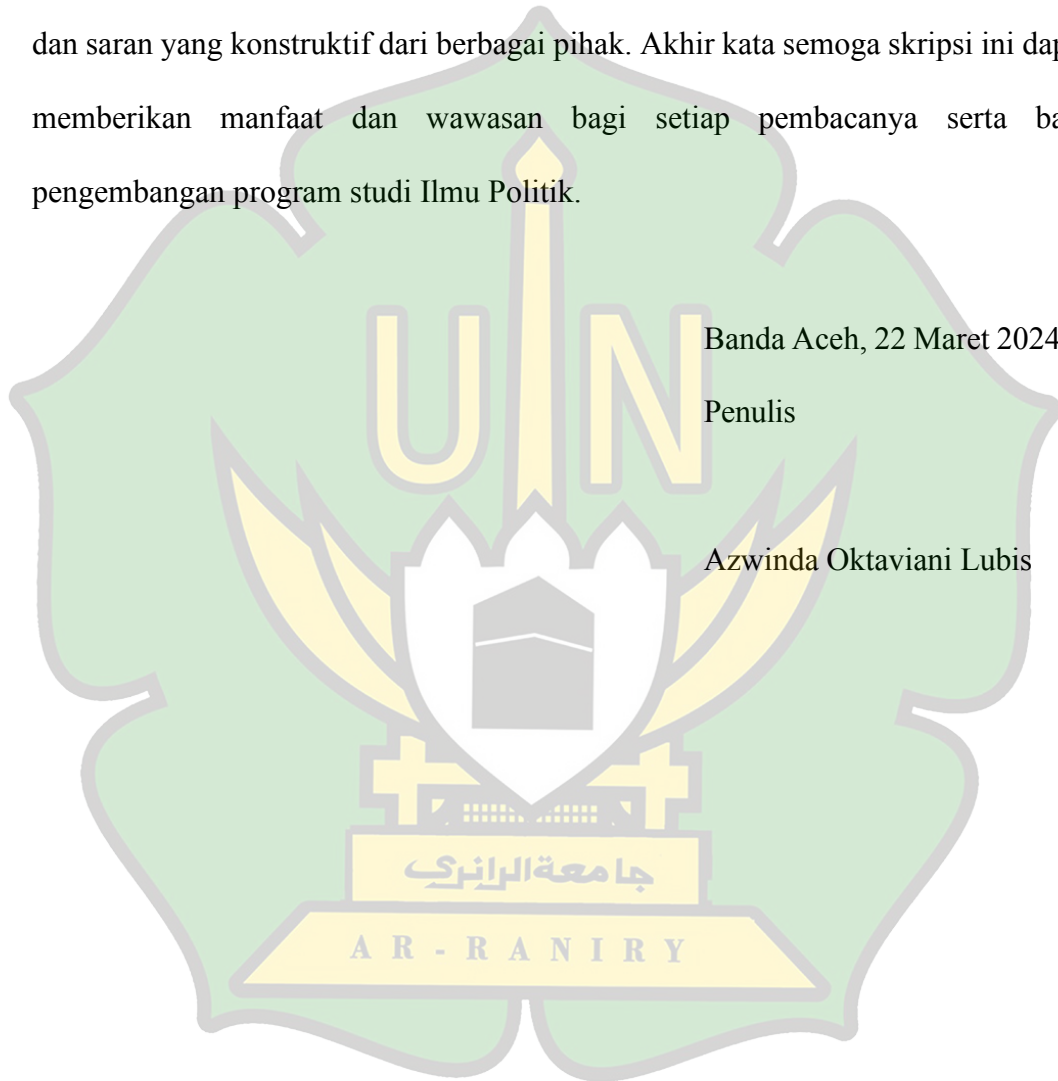 dan saran yang konstruktif dari berbagai pihak. Akhir kata semoga skripsi ini dap
memberikan manfaat dan wawasan bagi setiap pembacanya serta ba
pengembangan program studi Ilmu Politik.
Banda Aceh, 22 Maret 2024
Penulis
Azwinda Oktaviani Lubis
UIN
جامعةالرانري
AR-RANIRY